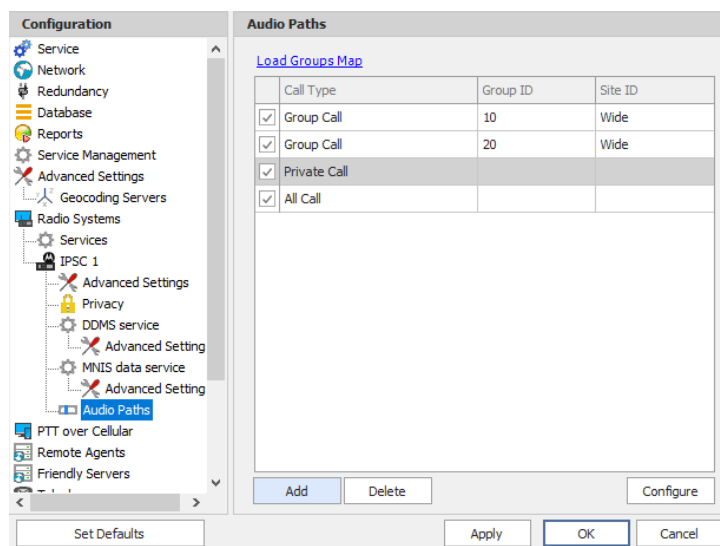 Configuration
Service
Network
Redundancy
Database
Reports
Service Management
Advanced Settings
Geocoding Servers
Radio Systems
Services
IPSC 1
Advanced Settings
Privacy
DDMS service
Advanced Setting
MNIS data service
Advanced Setting
Audio Paths
PTT over Cellular
Remote Agents
Friendly Servers
Audio Paths
Load Groups Map
Call Type Group ID Site ID
Group Call 10 Wide
Group Call 20 Wide
Private Call
All Call
Add Delete Configure
Set Defaults Apply OK Cancel